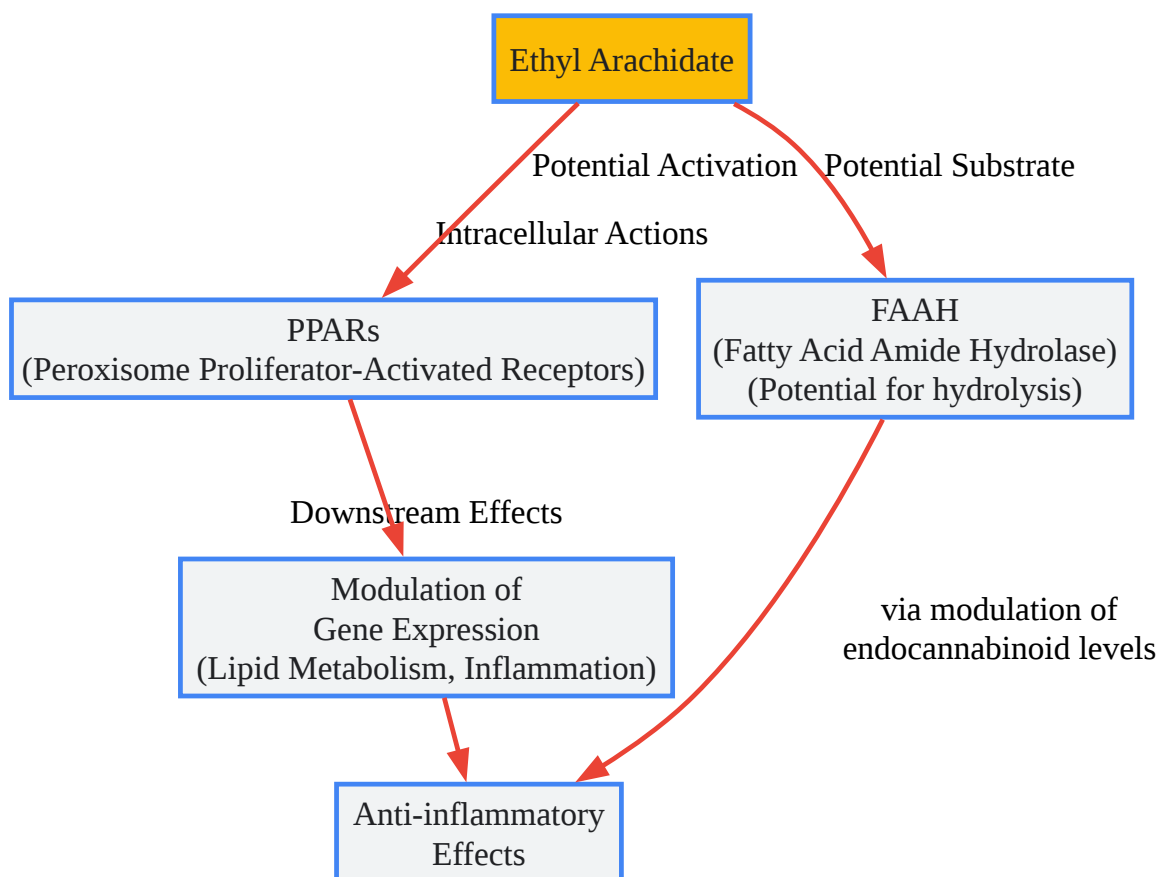 Ethyl Arachidate
Potential Activation
Potential Substrate
Intracellular Actions
PPARs
(Peroxisome Proliferator-Activated Receptors)
FAAH
(Fatty Acid Amide Hydrolase)
(Potential for hydrolysis)
Downstream Effects
Modulation of
Gene Expression
(Lipid Metabolism, Inflammation)
via modulation of
endocannabinoid levels
Anti-inflammatory
Effects